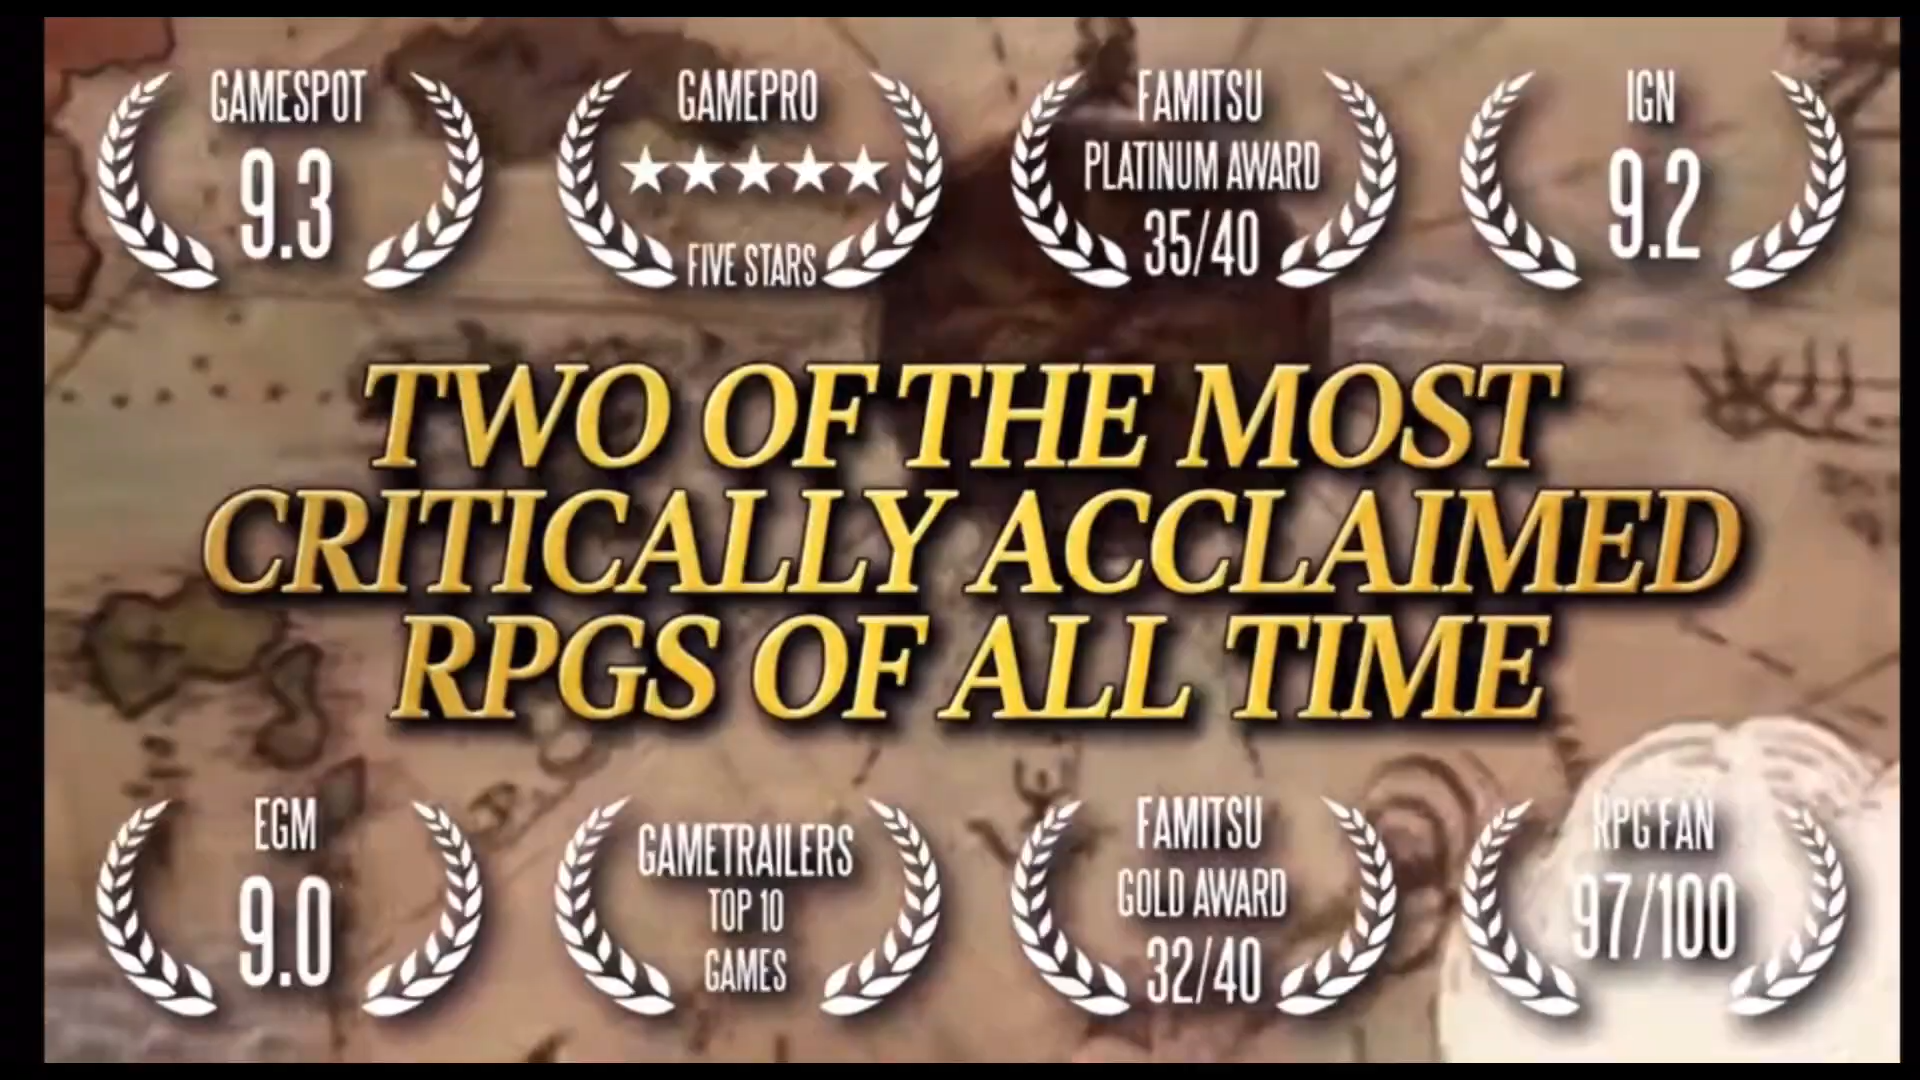 GAMESPOT
9.3
GAMEPRO
★★★★★
FIVE STARS
FAMITSU
PLATINUM AWARD
35/40
IGN
9.2
TWO OF THE MOST
CRITICALLY ACCLAIMED
RPGS OF ALL TIME
EGM
9.0
GAMETRAILERS
TOP 10
GAMES
FAMITSU
GOLD AWARD
32/40
RPG FAN
97/100